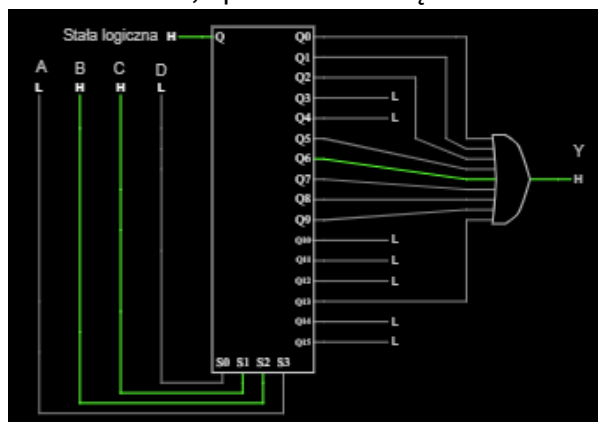 Stała logiczna H Q Q0
A B C D Q1
L H H L Q2
Q3 L
Q4 L
Q5
Q6 Y
Q7 H
Q8
Q9
Q10 L
Q11 L
Q12 L
Q13
Q14 L
Q15 L
S0 S1 S2 S3